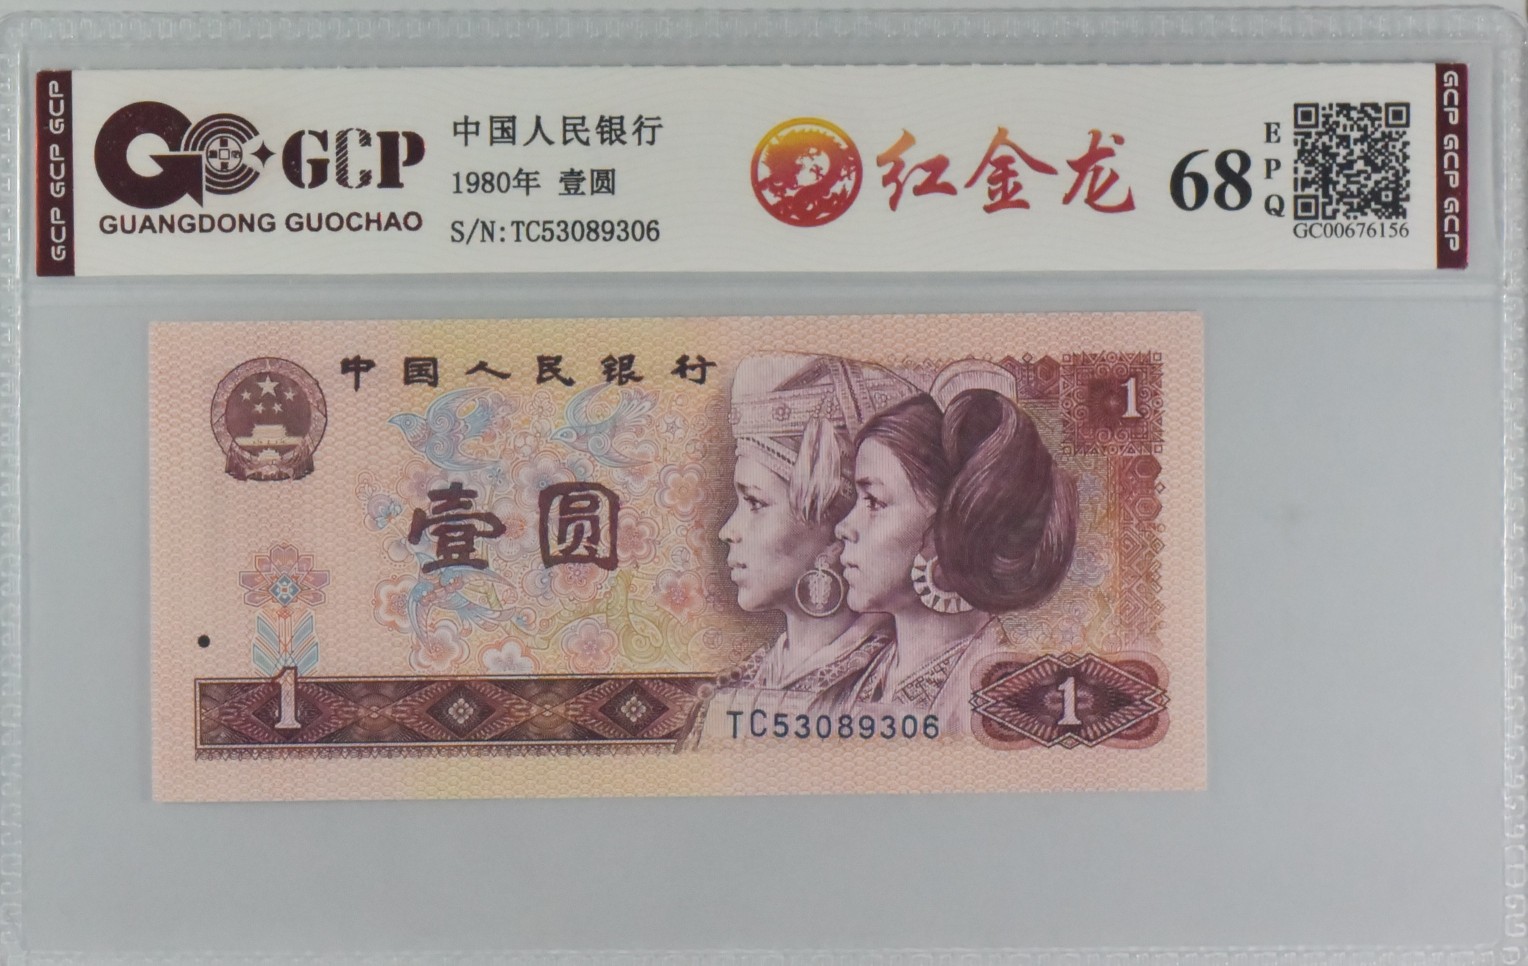 GCP GCP GCP
GCP
GUANGDONG GUOCHAO
中国人民银行
1980年 壹圆
S/N:TC53089306
红金龙
68
EPQ
GC00676156
GCP GCP GCP
中国人民银行
1
壹圆
1
TC53089306
1